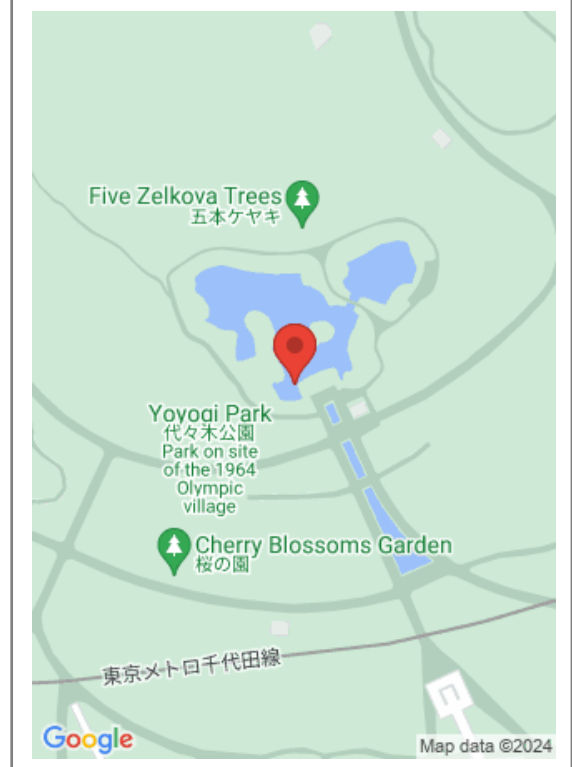 Five Zelkova Trees
五本ケヤキ
Yoyogi Park
代々木公園
Park on site
of the 1964
Olympic
village
Cherry Blossoms Garden
桜の園
東京メトロ千代田線
Google
Map data ©2024